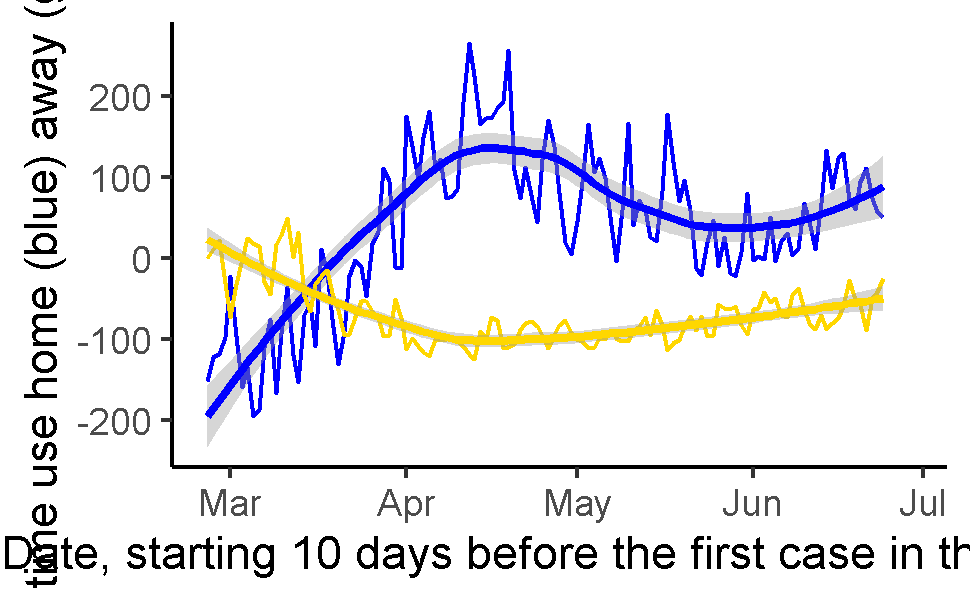 time use home (blue) away (
200
100
0
-100
-200
Mar Apr May Jun Jul
Date, starting 10 days before the first case in th